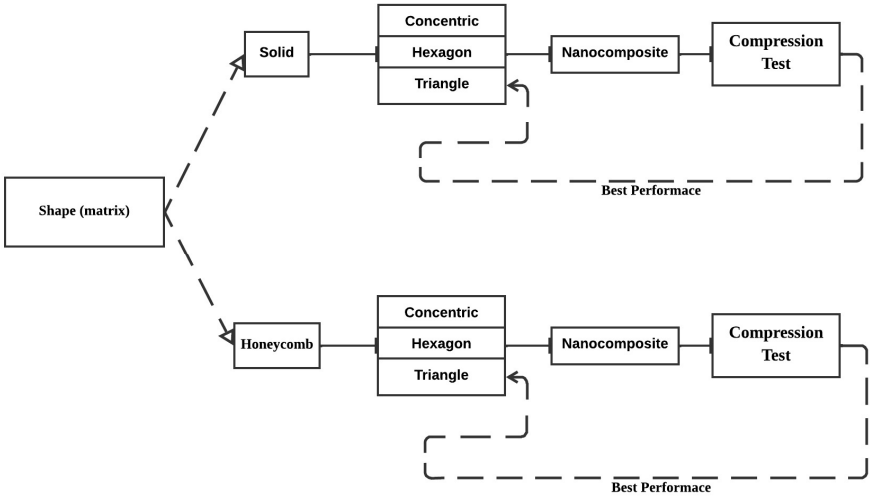 Concentric
Solid
Hexagon
Nanocomposite
Compression
Test
Triangle
Best Performace
Shape (matrix)
Concentric
Honeycomb
Hexagon
Nanocomposite
Compression
Test
Triangle
Best Performace